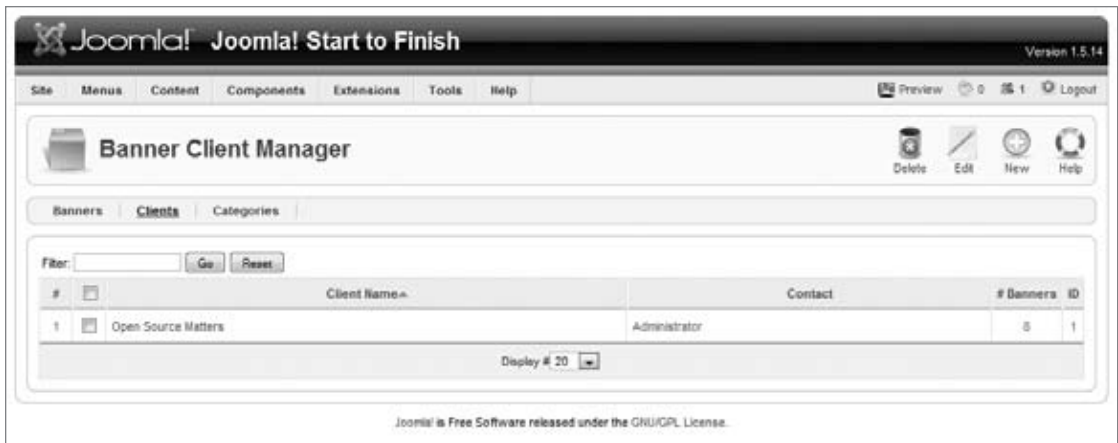 Joomla! Joomla! Start to Finish
Version 1.5.14
Site Menus Content Components Extensions Tools Help Preview 0 1 Logout
Banner Client Manager
Delete Edit New Help
Banners Clients Categories
Filter: Go Reset
# Client Name Contact # Banners ID
1 Open Source Matters Administrator 8 1
Display # 20
Joomla! is Free Software released under the GNU/GPL License.